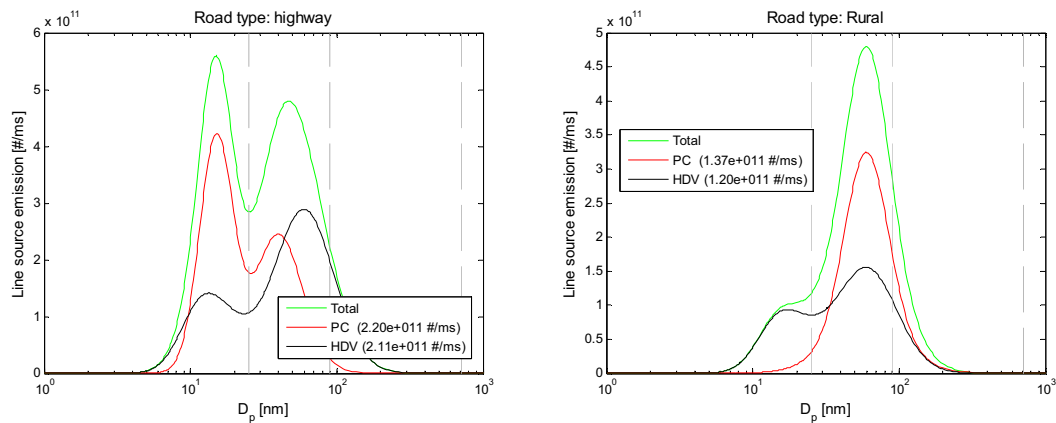 Road type: highway
x 10^11
Line source emission [#/ms]
6
5
4
3
2
1
0
Total
PC (2.20e+011 #/ms)
HDV (2.11e+011 #/ms)
10^0 10^1 10^2 10^3
D_p [nm]
Road type: Rural
x 10^11
Line source emission [#/ms]
5
4.5
4
3.5
3
2.5
2
1.5
1
0.5
0
Total
PC (1.37e+011 #/ms)
HDV (1.20e+011 #/ms)
10^0 10^1 10^2 10^3
D_p [nm]